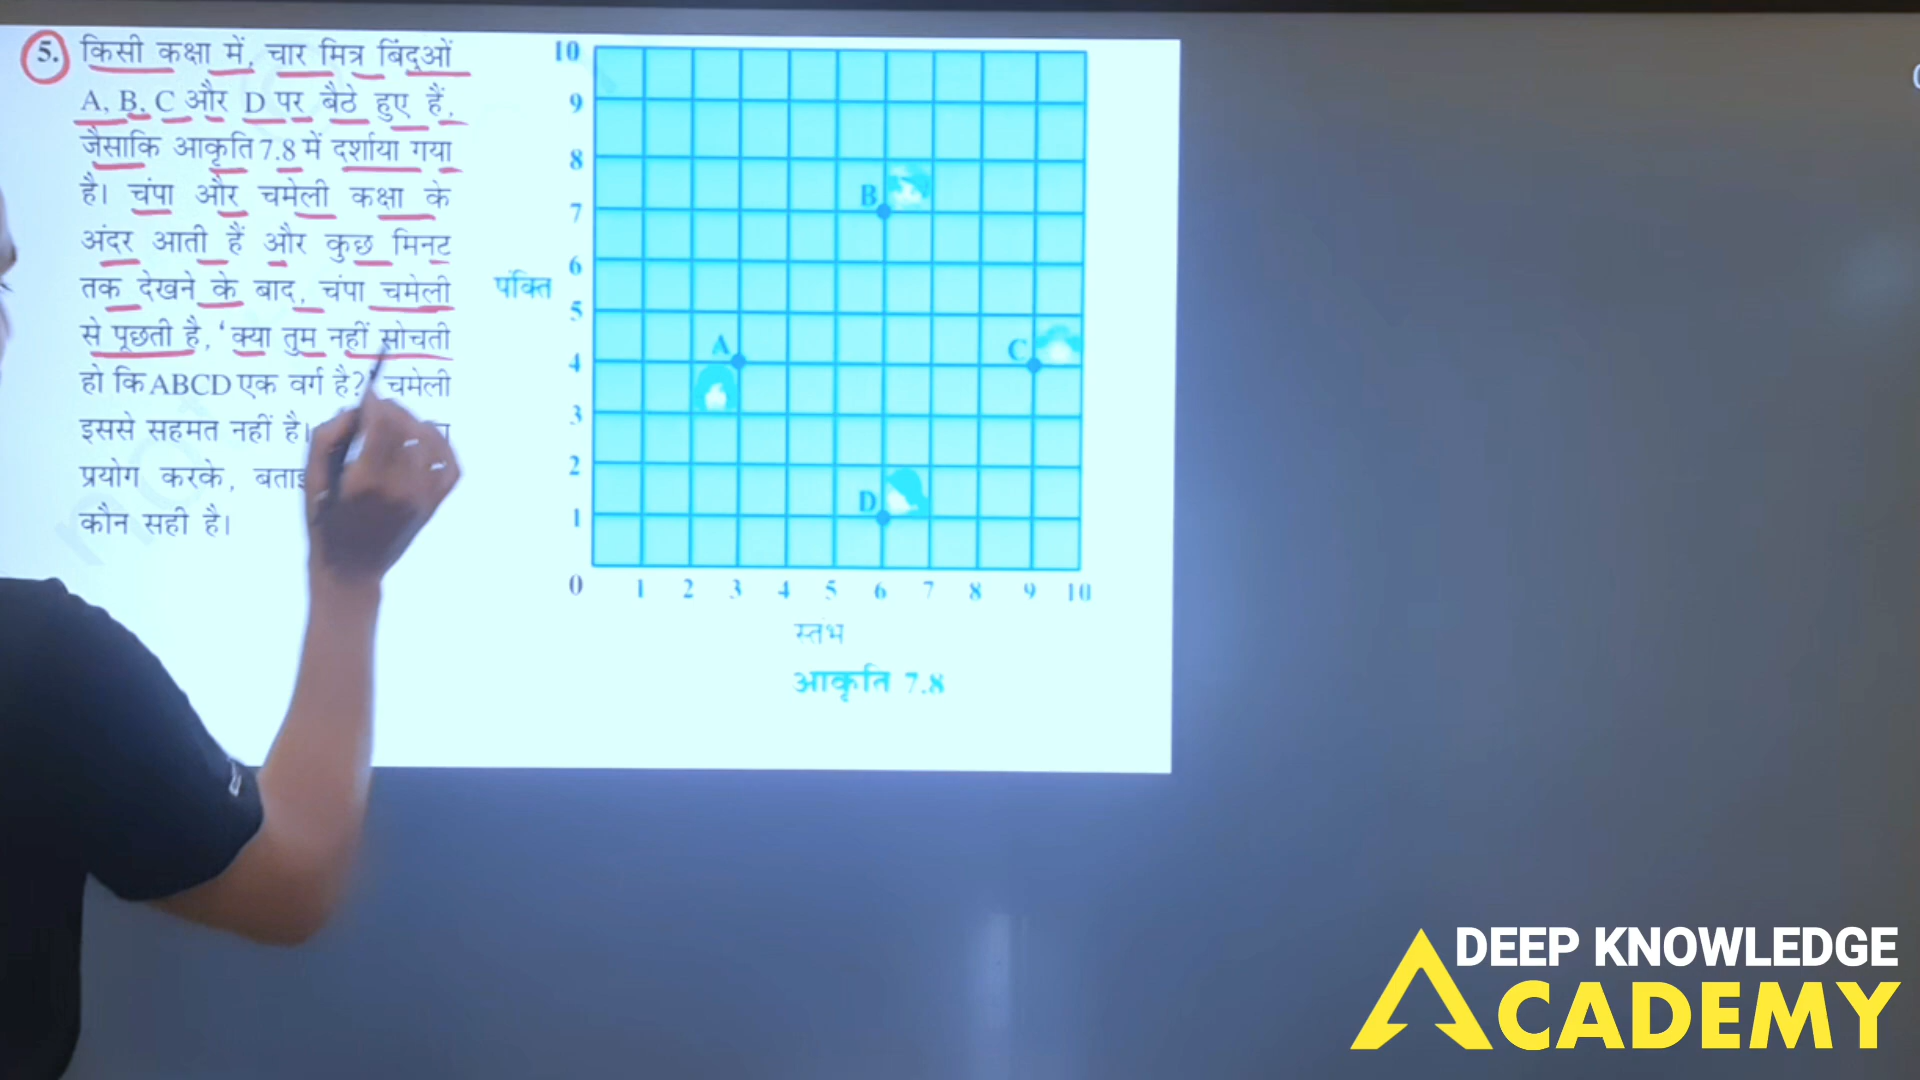 5. किसी कक्षा में, चार मित्र बिंदुओं
A, B, C और D पर बैठे हुए हैं,
जैसाकि आकृति 7.8 में दर्शाया गया
है। चंपा और चमेली कक्षा के
अंदर आती हैं और कुछ मिनट
तक देखने के बाद, चंपा चमेली
से पूछती है, ‘क्या तुम नहीं सोचती
हो कि ABCD एक वर्ग है?’ चमेली
इससे सहमत नहीं है।
प्रयोग करके,
कौन सही है।
10
9
8
B
7
6
पंक्ति
5
A
C
4
3
2
D
1
0 1 2 3 4 5 6 7 8 9 10
स्तंभ
आकृति 7.8
DEEP KNOWLEDGE
ACADEMY